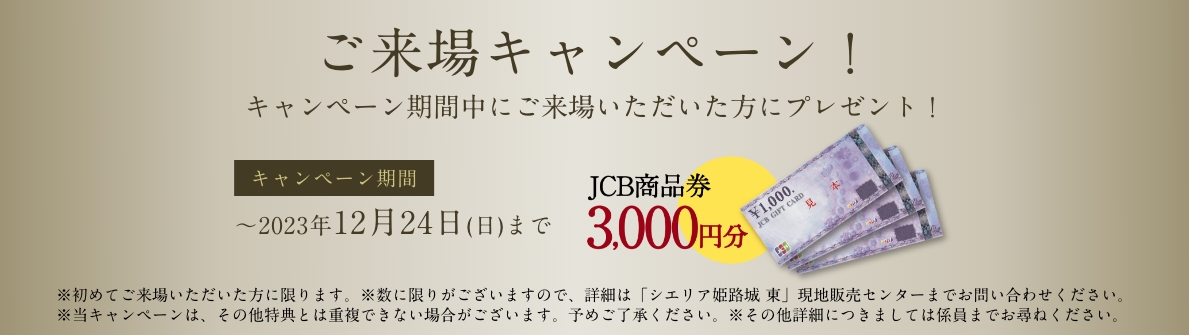 ご来場キャンペーン！
キャンペーン期間中にご来場いただいた方にプレゼント！
キャンペーン期間
～2023年12月24日(日)まで
JCB商品券
3,000円分
¥1,000.
JCB GIFT CARD
見本
JCB
※初めてご来場いただいた方に限ります。※数に限りがございますので、詳細は「シエリア姫路城 東」現地販売センターまでお問い合わせください。
※当キャンペーンは、その他特典とは重複できない場合がございます。予めご了承ください。※その他詳細につきましては係員までお尋ねください。